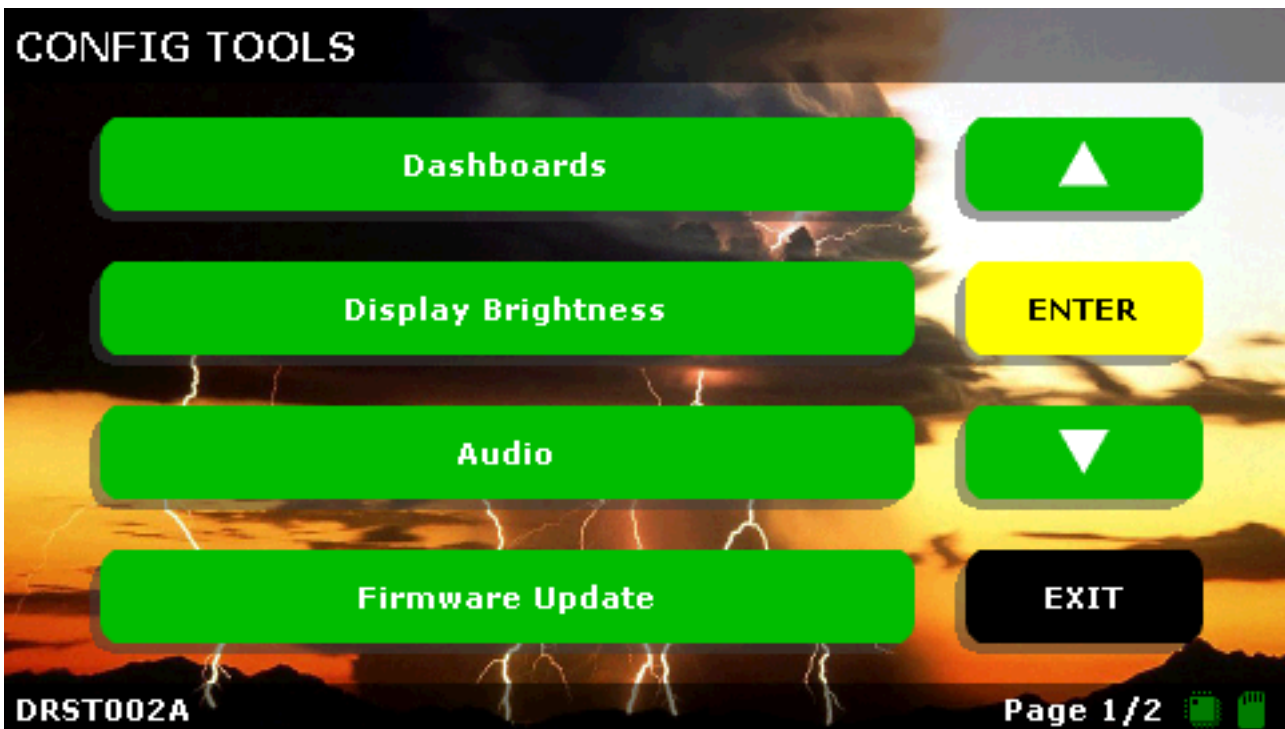 CONFIG TOOLS
Dashboards
Display Brightness
ENTER
Audio
Firmware Update
EXIT
DRST002A
Page 1/2